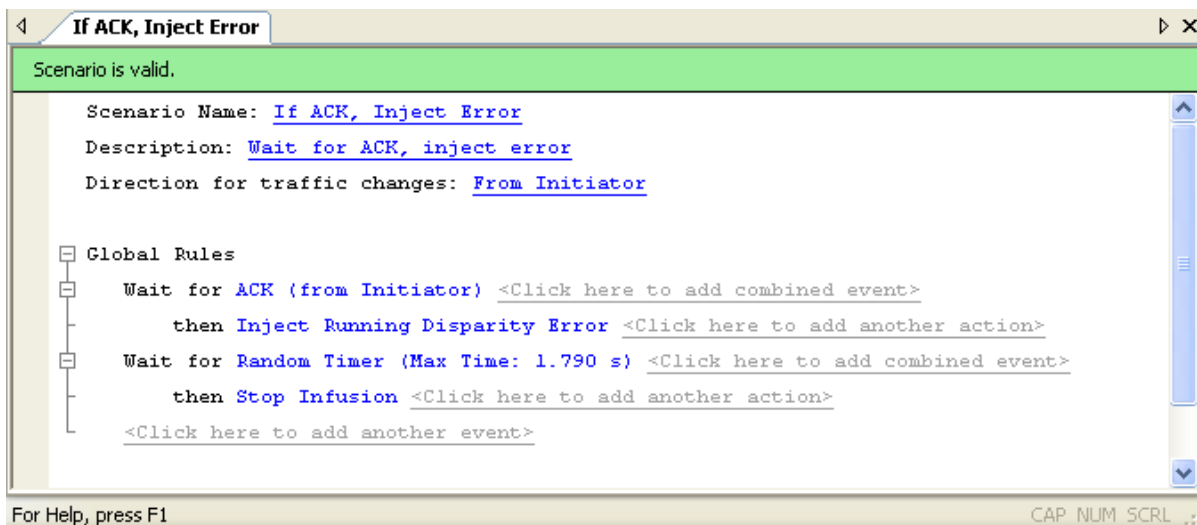 If ACK, Inject Error
Scenario is valid.
Scenario Name: If ACK, Inject Error
Description: Wait for ACK, inject error
Direction for traffic changes: From Initiator
Global Rules
Wait for ACK (from Initiator) <Click here to add combined event>
then Inject Running Disparity Error <Click here to add another action>
Wait for Random Timer (Max Time: 1.790 s) <Click here to add combined event>
then Stop Infusion <Click here to add another action>
<Click here to add another event>
For Help, press F1
CAP NUM SCRL